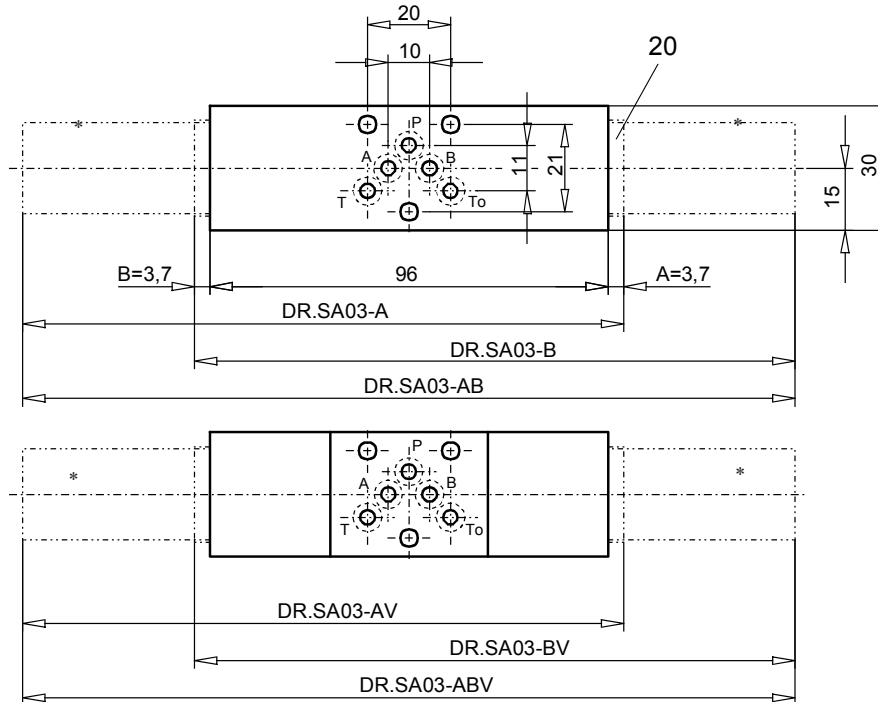 20
10
20
*
*
P
A
B
T
To
11
21
15
30
B=3,7
96
A=3,7
DR.SA03-A
DR.SA03-B
DR.SA03-AB
*
*
P
A
B
T
To
DR.SA03-AV
DR.SA03-BV
DR.SA03-ABV